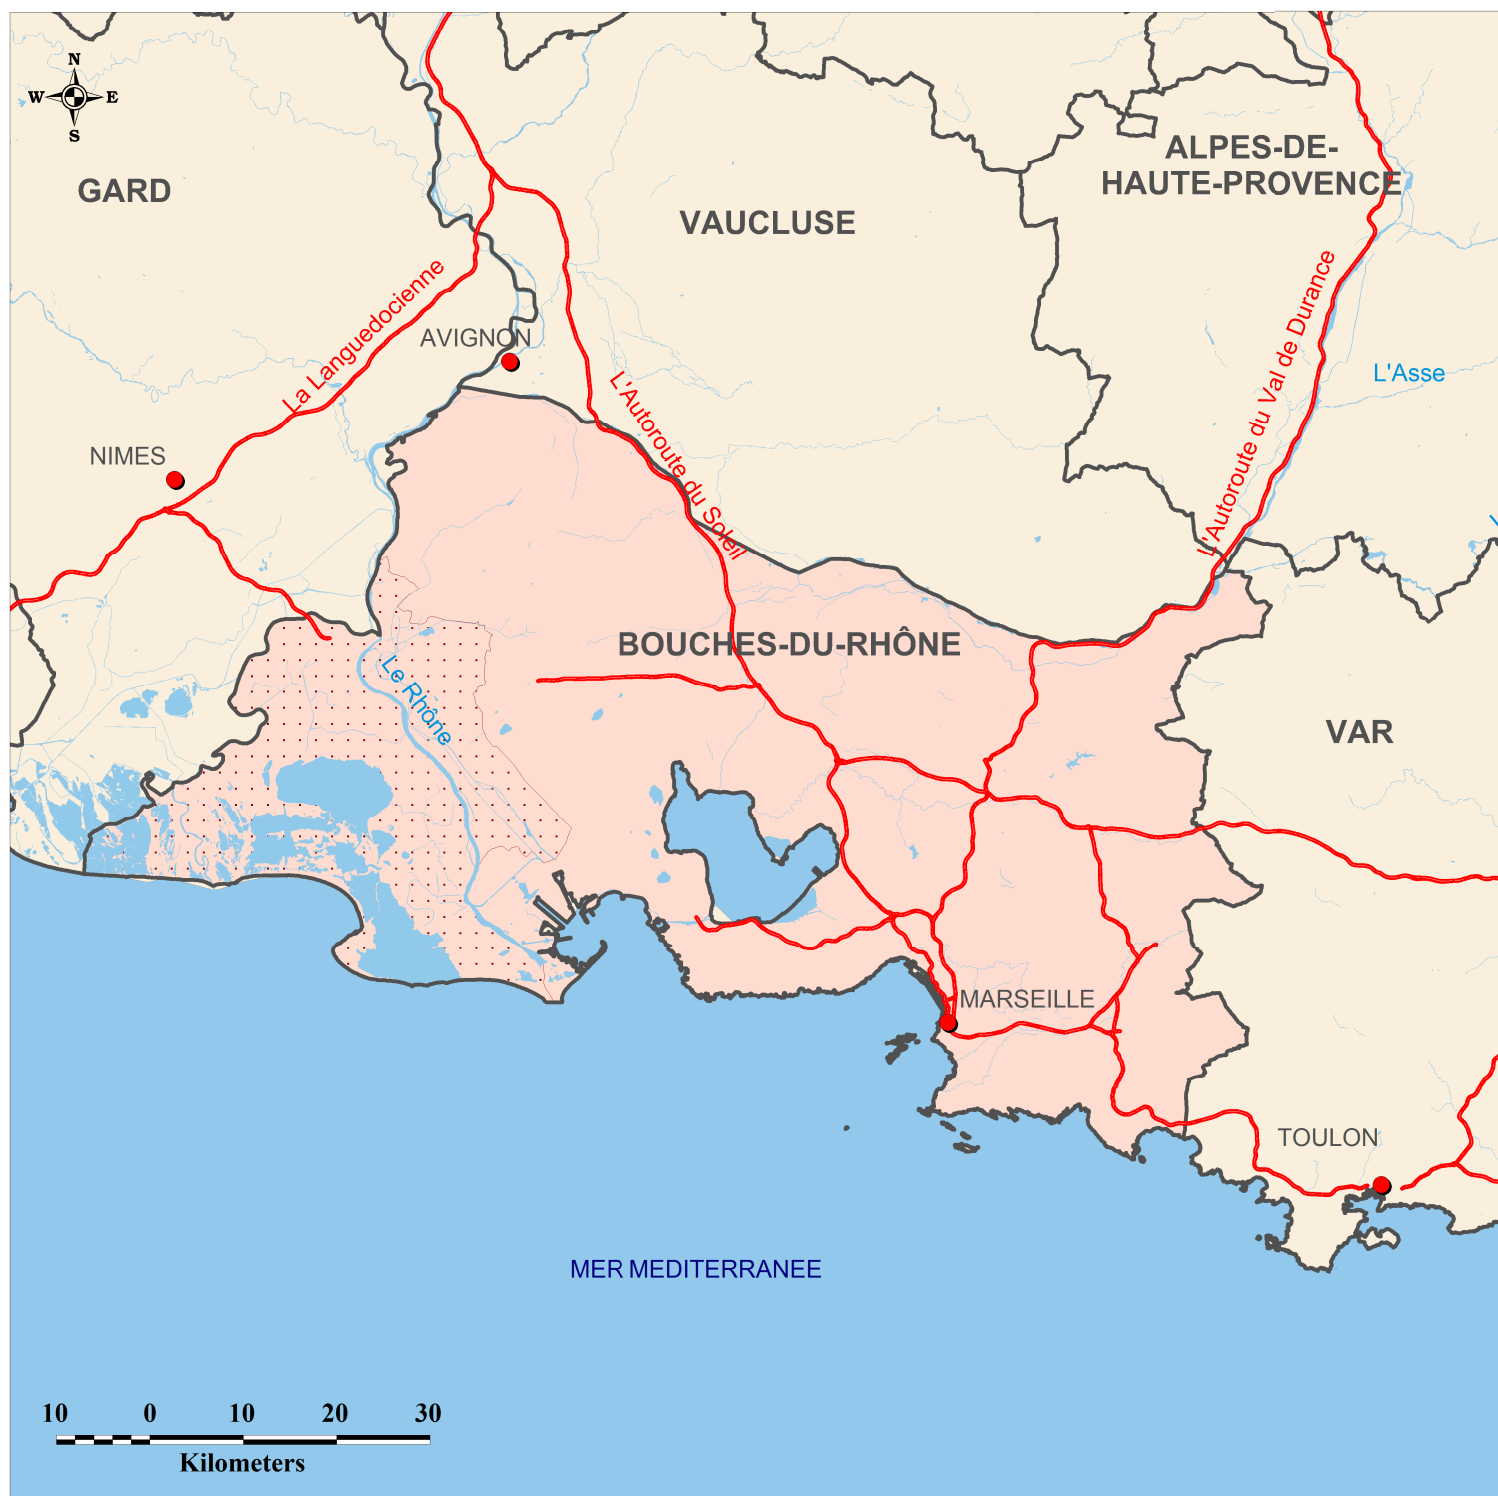 N
W E
S
GARD
ALPES-DE-
HAUTE-PROVENCE
VAUCLUSE
La Languedocienne
AVIGNON
L'Autoroute du Soleil
L'Autoroute du Val de Durance
L'Asse
NIMES
BOUCHES-DU-RHÔNE
Le Rhône
VAR
MARSEILLE
TOULON
MER MEDITERRANEE
10 0 10 20 30
Kilometers